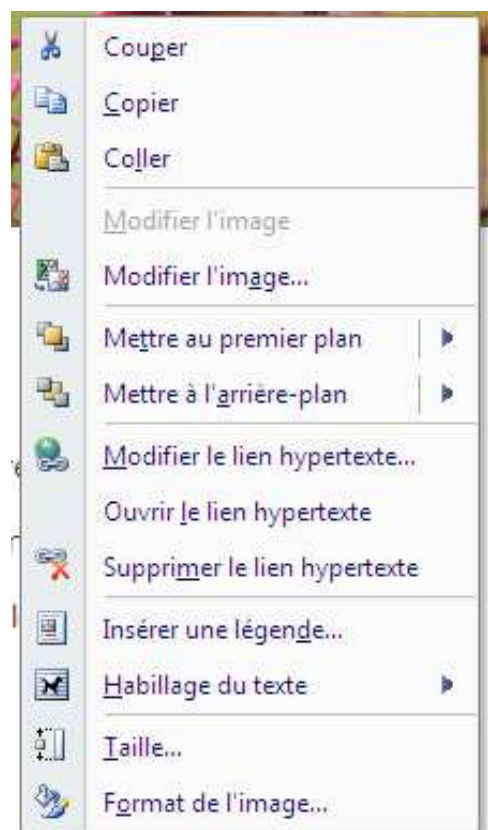 Couper
Copier
Coller
Modifier l'image
Modifier l'image...
Mettre au premier plan
Mettre à l'arrière-plan
Modifier le lien hypertexte...
Ouvrir le lien hypertexte
Supprimer le lien hypertexte
Insérer une légende...
Habillage du texte
Taille...
Format de l'image...